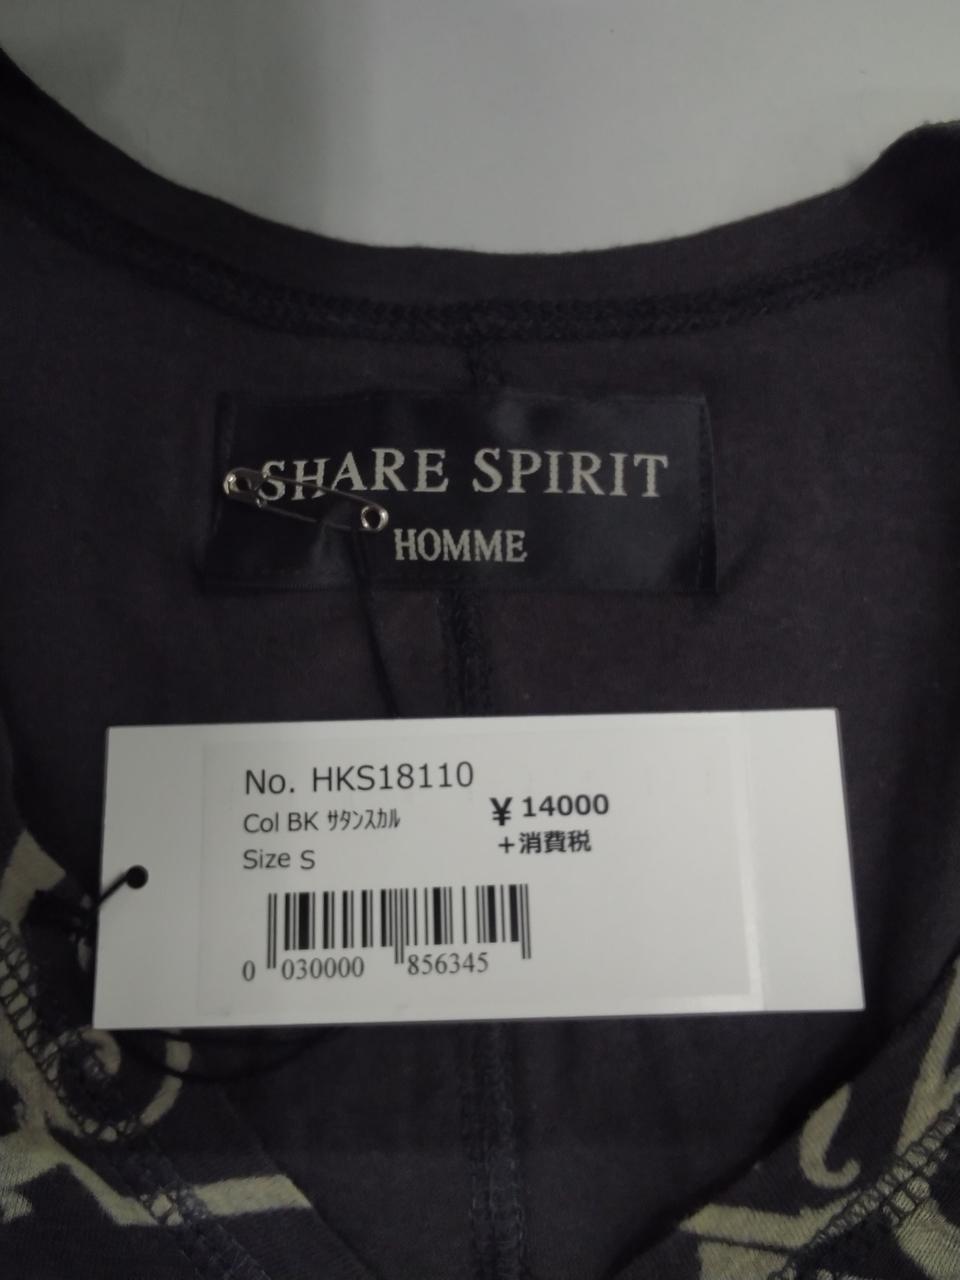 SHARE SPIRIT
HOMME
No. HKS18110
Col BK ｻﾀﾝｽｶﾙ ¥ 14000
Size S +消費税
0 030000 856345